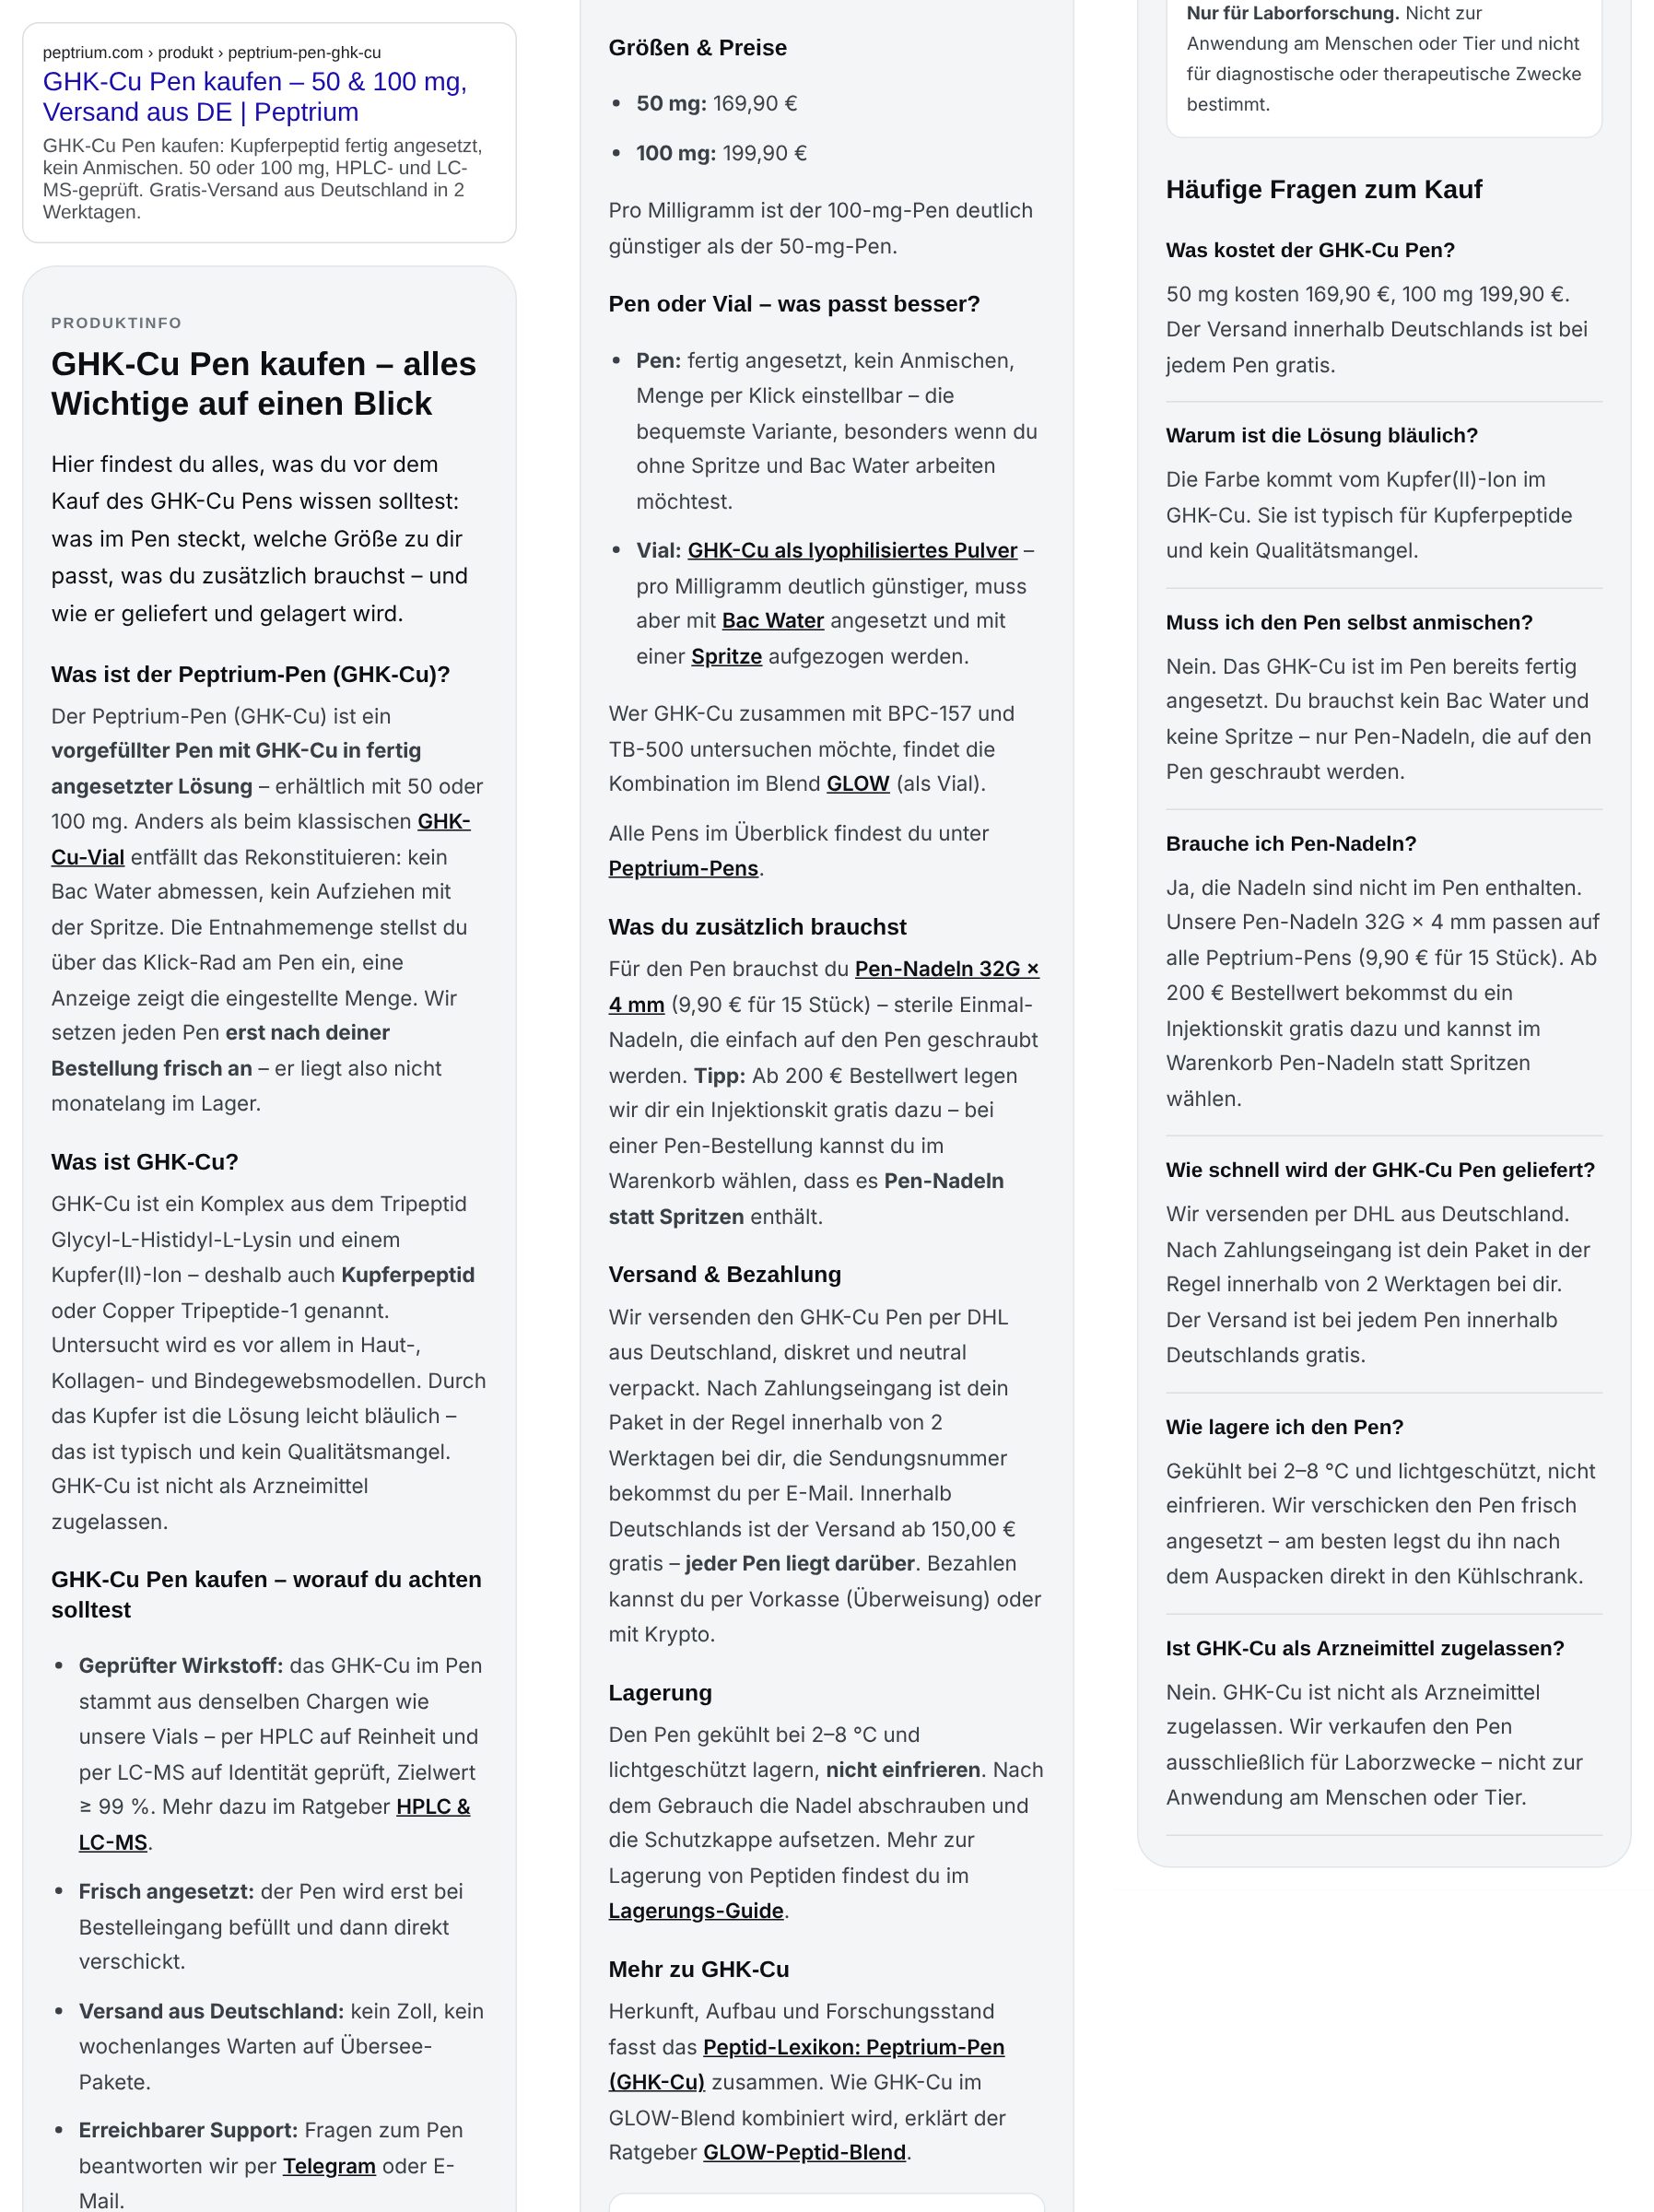 peptrium.com › produkt › peptrium-pen-ghk-cu
GHK-Cu Pen kaufen – 50 & 100 mg,
Versand aus DE | Peptrium
GHK-Cu Pen kaufen: Kupferpeptid fertig angesetzt,
kein Anmischen. 50 oder 100 mg, HPLC- und LC-
MS-geprüft. Gratis-Versand aus Deutschland in 2
Werktagen.
PRODUKTINFO
GHK-Cu Pen kaufen – alles
Wichtige auf einen Blick
Hier findest du alles, was du vor dem
Kauf des GHK-Cu Pens wissen solltest:
was im Pen steckt, welche Größe zu dir
passt, was du zusätzlich brauchst – und
wie er geliefert und gelagert wird.
Was ist der Peptrium-Pen (GHK-Cu)?
Der Peptrium-Pen (GHK-Cu) ist ein
vorgefüllter Pen mit GHK-Cu in fertig
angesetzter Lösung – erhältlich mit 50 oder
100 mg. Anders als beim klassischen GHK-
Cu-Vial entfällt das Rekonstituieren: kein
Bac Water abmessen, kein Aufziehen mit
der Spritze. Die Entnahmemenge stellst du
über das Klick-Rad am Pen ein, eine
Anzeige zeigt die eingestellte Menge. Wir
setzen jeden Pen erst nach deiner
Bestellung frisch an – er liegt also nicht
monatelang im Lager.
Was ist GHK-Cu?
GHK-Cu ist ein Komplex aus dem Tripeptid
Glycyl-L-Histidyl-L-Lysin und einem
Kupfer(II)-Ion – deshalb auch Kupferpeptid
oder Copper Tripeptide-1 genannt.
Untersucht wird es vor allem in Haut-,
Kollagen- und Bindegewebsmodellen. Durch
das Kupfer ist die Lösung leicht bläulich –
das ist typisch und kein Qualitätsmangel.
GHK-Cu ist nicht als Arzneimittel
zugelassen.
GHK-Cu Pen kaufen – worauf du achten
solltest
• Geprüfter Wirkstoff: das GHK-Cu im Pen
stammt aus denselben Chargen wie
unsere Vials – per HPLC auf Reinheit und
per LC-MS auf Identität geprüft, Zielwert
≥ 99 %. Mehr dazu im Ratgeber HPLC &
LC-MS.
• Frisch angesetzt: der Pen wird erst bei
Bestelleingang befüllt und dann direkt
verschickt.
• Versand aus Deutschland: kein Zoll, kein
wochenlanges Warten auf Übersee-
Pakete.
• Erreichbarer Support: Fragen zum Pen
beantworten wir per Telegram oder E-
Mail.
Größen & Preise
• 50 mg: 169,90 €
• 100 mg: 199,90 €
Pro Milligramm ist der 100-mg-Pen deutlich
günstiger als der 50-mg-Pen.
Pen oder Vial – was passt besser?
• Pen: fertig angesetzt, kein Anmischen,
Menge per Klick einstellbar – die
bequemste Variante, besonders wenn du
ohne Spritze und Bac Water arbeiten
möchtest.
• Vial: GHK-Cu als lyophilisiertes Pulver –
pro Milligramm deutlich günstiger, muss
aber mit Bac Water angesetzt und mit
einer Spritze aufgezogen werden.
Wer GHK-Cu zusammen mit BPC-157 und
TB-500 untersuchen möchte, findet die
Kombination im Blend GLOW (als Vial).
Alle Pens im Überblick findest du unter
Peptrium-Pens.
Was du zusätzlich brauchst
Für den Pen brauchst du Pen-Nadeln 32G ×
4 mm (9,90 € für 15 Stück) – sterile Einmal-
Nadeln, die einfach auf den Pen geschraubt
werden. Tipp: Ab 200 € Bestellwert legen
wir dir ein Injektionskit gratis dazu – bei
einer Pen-Bestellung kannst du im
Warenkorb wählen, dass es Pen-Nadeln
statt Spritzen enthält.
Versand & Bezahlung
Wir versenden den GHK-Cu Pen per DHL
aus Deutschland, diskret und neutral
verpackt. Nach Zahlungseingang ist dein
Paket in der Regel innerhalb von 2
Werktagen bei dir, die Sendungsnummer
bekommst du per E-Mail. Innerhalb
Deutschlands ist der Versand ab 150,00 €
gratis – jeder Pen liegt darüber. Bezahlen
kannst du per Vorkasse (Überweisung) oder
mit Krypto.
Lagerung
Den Pen gekühlt bei 2–8 °C und
lichtgeschützt lagern, nicht einfrieren. Nach
dem Gebrauch die Nadel abschrauben und
die Schutzkappe aufsetzen. Mehr zur
Lagerung von Peptiden findest du im
Lagerungs-Guide.
Mehr zu GHK-Cu
Herkunft, Aufbau und Forschungsstand
fasst das Peptid-Lexikon: Peptrium-Pen
(GHK-Cu) zusammen. Wie GHK-Cu im
GLOW-Blend kombiniert wird, erklärt der
Ratgeber GLOW-Peptid-Blend.
Nur für Laborforschung. Nicht zur
Anwendung am Menschen oder Tier und nicht
für diagnostische oder therapeutische Zwecke
bestimmt.
Häufige Fragen zum Kauf
Was kostet der GHK-Cu Pen?
50 mg kosten 169,90 €, 100 mg 199,90 €.
Der Versand innerhalb Deutschlands ist bei
jedem Pen gratis.
Warum ist die Lösung bläulich?
Die Farbe kommt vom Kupfer(II)-Ion im
GHK-Cu. Sie ist typisch für Kupferpeptide
und kein Qualitätsmangel.
Muss ich den Pen selbst anmischen?
Nein. Das GHK-Cu ist im Pen bereits fertig
angesetzt. Du brauchst kein Bac Water und
keine Spritze – nur Pen-Nadeln, die auf den
Pen geschraubt werden.
Brauche ich Pen-Nadeln?
Ja, die Nadeln sind nicht im Pen enthalten.
Unsere Pen-Nadeln 32G × 4 mm passen auf
alle Peptrium-Pens (9,90 € für 15 Stück). Ab
200 € Bestellwert bekommst du ein
Injektionskit gratis dazu und kannst im
Warenkorb Pen-Nadeln statt Spritzen
wählen.
Wie schnell wird der GHK-Cu Pen geliefert?
Wir versenden per DHL aus Deutschland.
Nach Zahlungseingang ist dein Paket in der
Regel innerhalb von 2 Werktagen bei dir.
Der Versand ist bei jedem Pen innerhalb
Deutschlands gratis.
Wie lagere ich den Pen?
Gekühlt bei 2–8 °C und lichtgeschützt, nicht
einfrieren. Wir verschicken den Pen frisch
angesetzt – am besten legst du ihn nach
dem Auspacken direkt in den Kühlschrank.
Ist GHK-Cu als Arzneimittel zugelassen?
Nein. GHK-Cu ist nicht als Arzneimittel
zugelassen. Wir verkaufen den Pen
ausschließlich für Laborzwecke – nicht zur
Anwendung am Menschen oder Tier.